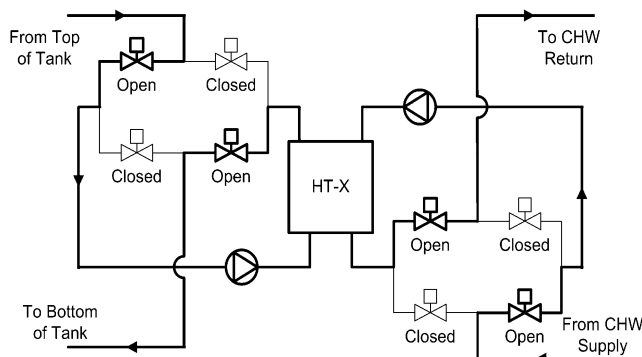 From Top
of Tank
Open
Closed
To CHW
Return
Closed
Open
HT-X
Open
Closed
To Bottom
of Tank
Closed
Open
From CHW
Supply